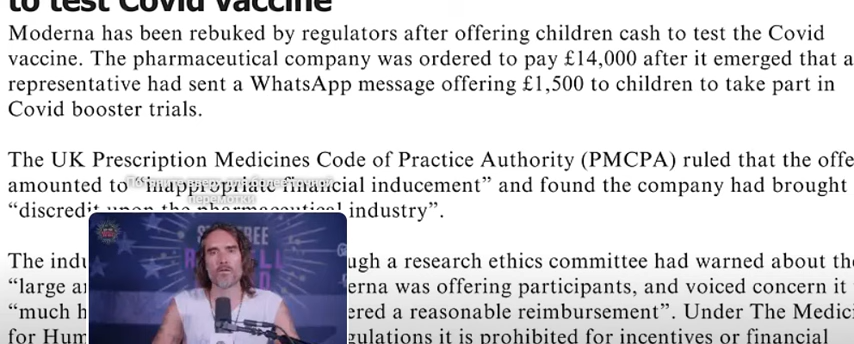 to test Covid vaccine
Moderna has been rebuked by regulators after offering children cash to test the Covid
vaccine. The pharmaceutical company was ordered to pay £14,000 after it emerged that a
representative had sent a WhatsApp message offering £1,500 to children to take part in
Covid booster trials.
The UK Prescription Medicines Code of Practice Authority (PMCPA) ruled that the offe
amounted to “inappropriate financial inducement” and found the company had brought
“discredit upon the pharmaceutical industry”.
перемотки
The indu ugh a research ethics committee had warned about the
“large a erna was offering participants, and voiced concern it
“much h ered a reasonable reimbursement”. Under The Medici
for Hum gulations it is prohibited for incentives or financial